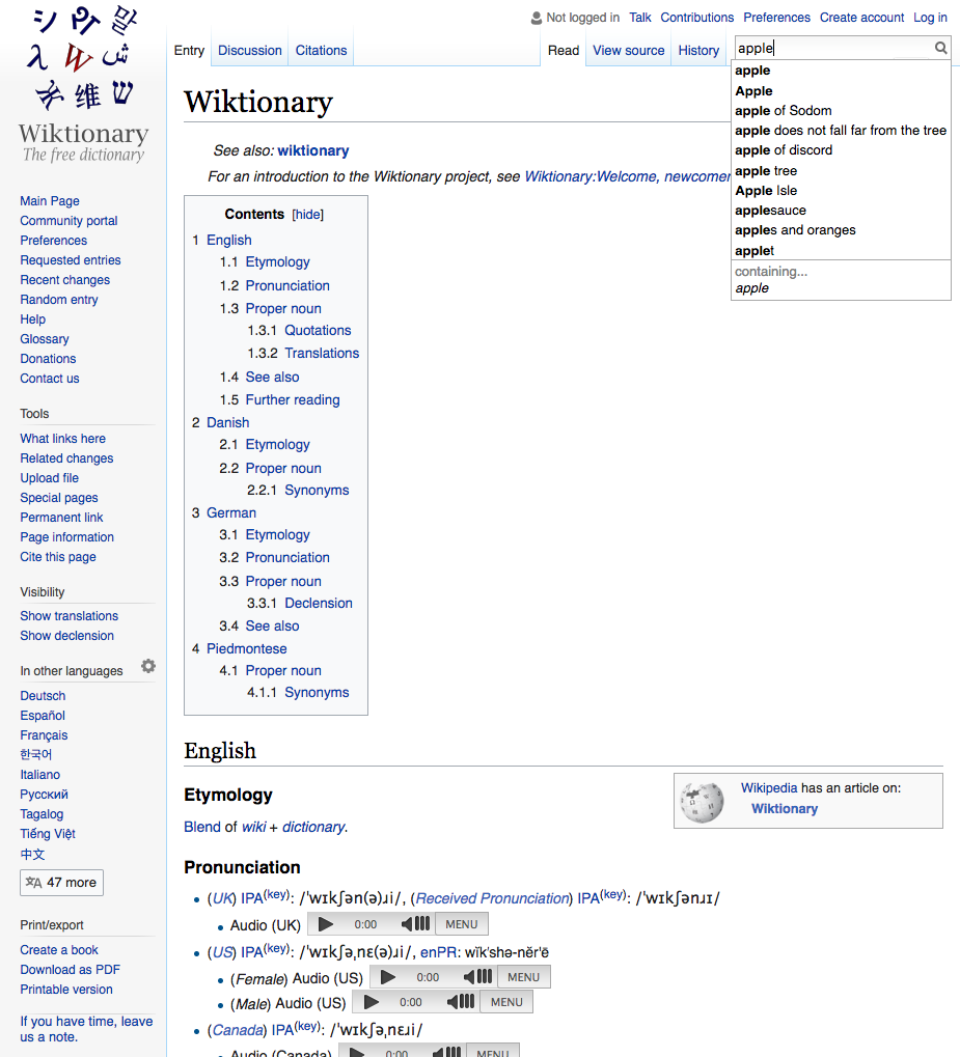 シ や 말
λ W ش
维 ש
Wiktionary
The free dictionary
Not logged in Talk Contributions Preferences Create account Log in
Entry Discussion Citations Read View source History
apple
apple
Apple
apple of Sodom
apple does not fall far from the tree
apple of discord
apple tree
Apple Isle
applesauce
apples and oranges
applet
containing...
apple
Main Page
Community portal
Preferences
Requested entries
Recent changes
Random entry
Help
Glossary
Donations
Contact us
Tools
What links here
Related changes
Upload file
Special pages
Permanent link
Page information
Cite this page
Visibility
Show translations
Show declension
In other languages
Deutsch
Español
Français
한국어
Italiano
Русский
Tagalog
Tiếng Việt
中文
47 more
Print/export
Create a book
Download as PDF
Printable version
If you have time, leave
us a note.
Wiktionary
See also: wiktionary
For an introduction to the Wiktionary project, see Wiktionary:Welcome, newcomer
Contents [hide]
1 English
1.1 Etymology
1.2 Pronunciation
1.3 Proper noun
1.3.1 Quotations
1.3.2 Translations
1.4 See also
1.5 Further reading
2 Danish
2.1 Etymology
2.2 Proper noun
2.2.1 Synonyms
3 German
3.1 Etymology
3.2 Pronunciation
3.3 Proper noun
3.3.1 Declension
3.4 See also
4 Piedmontese
4.1 Proper noun
4.1.1 Synonyms
English
Etymology
Wikipedia has an article on:
Wiktionary
Blend of wiki + dictionary.
Pronunciation
• (UK) IPA(key): /ˈwɪkʃən(ə)ɹi/, (Received Pronunciation) IPA(key): /ˈwɪkʃənɹɪ/
• Audio (UK) 0:00 MENU
• (US) IPA(key): /ˈwɪkʃəˌnɛ(ə)ɹi/, enPR: wĭkʹshə-nĕrʹē
• (Female) Audio (US) 0:00 MENU
• (Male) Audio (US) 0:00 MENU
• (Canada) IPA(key): /ˈwɪkʃəˌnɛɹi/
• Audio (Canada) 0:00 MENU